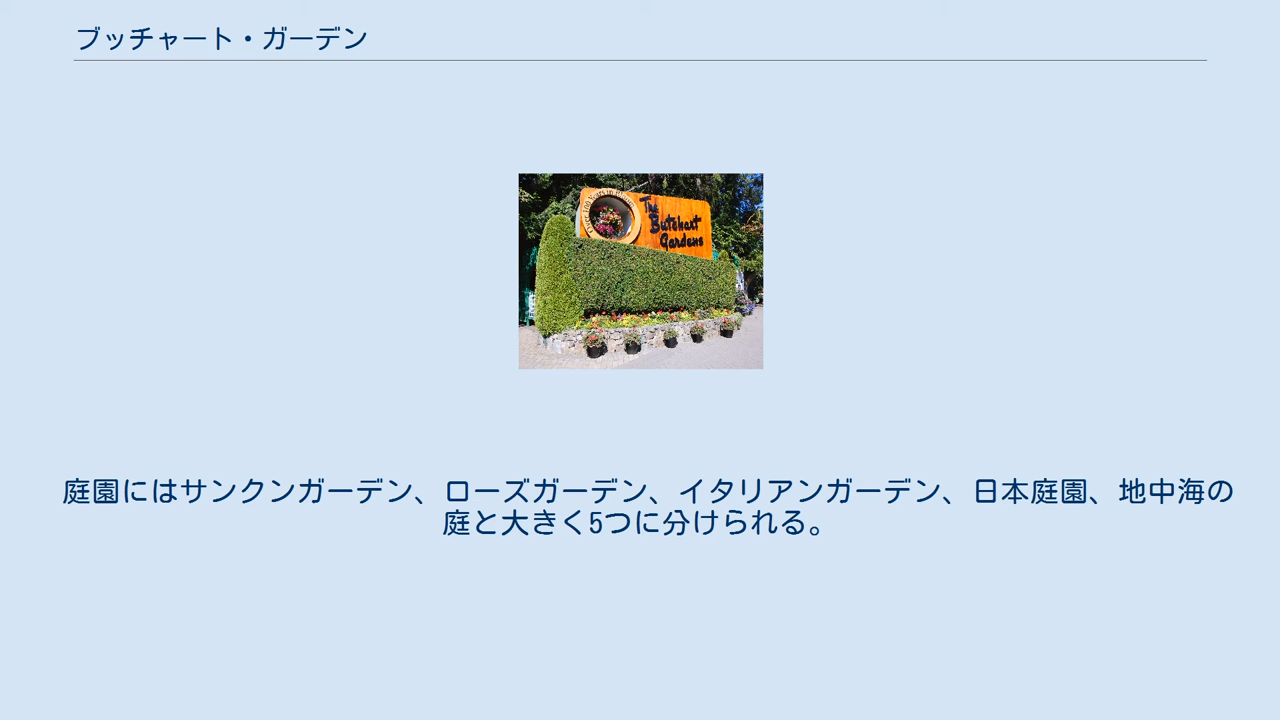 ブッチャート・ガーデン
The
Butchart
Gardens
庭園にはサンクンガーデン、ローズガーデン、イタリアンガーデン、日本庭園、地中海の
庭と大きく5つに分けられる。